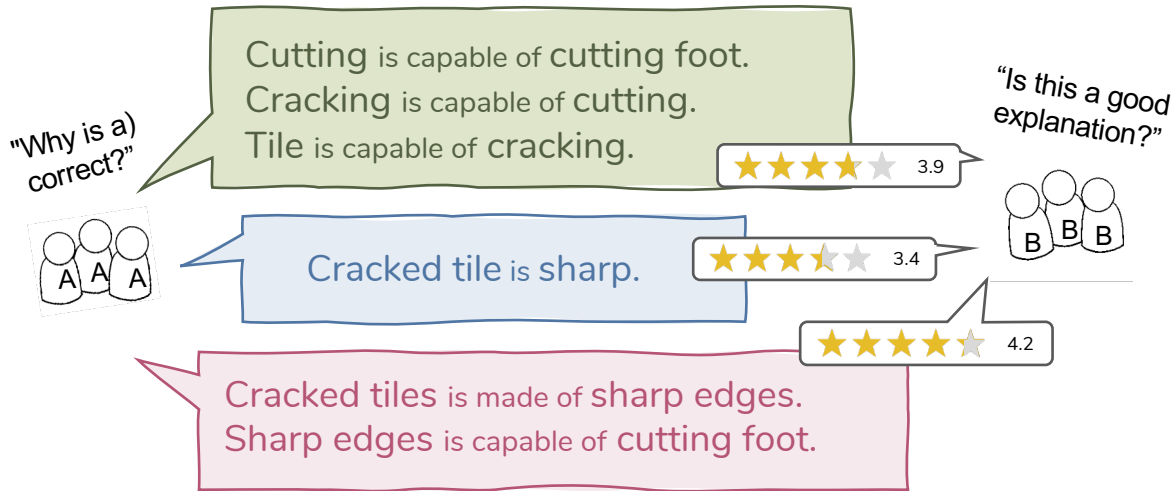 "Why is a)
correct?”
A A A
Cutting is capable of cutting foot.
Cracking is capable of cutting.
Tile is capable of cracking.
3.9
“Is this a good
explanation?”
B B B
Cracked tile is sharp.
3.4
4.2
Cracked tiles is made of sharp edges.
Sharp edges is capable of cutting foot.